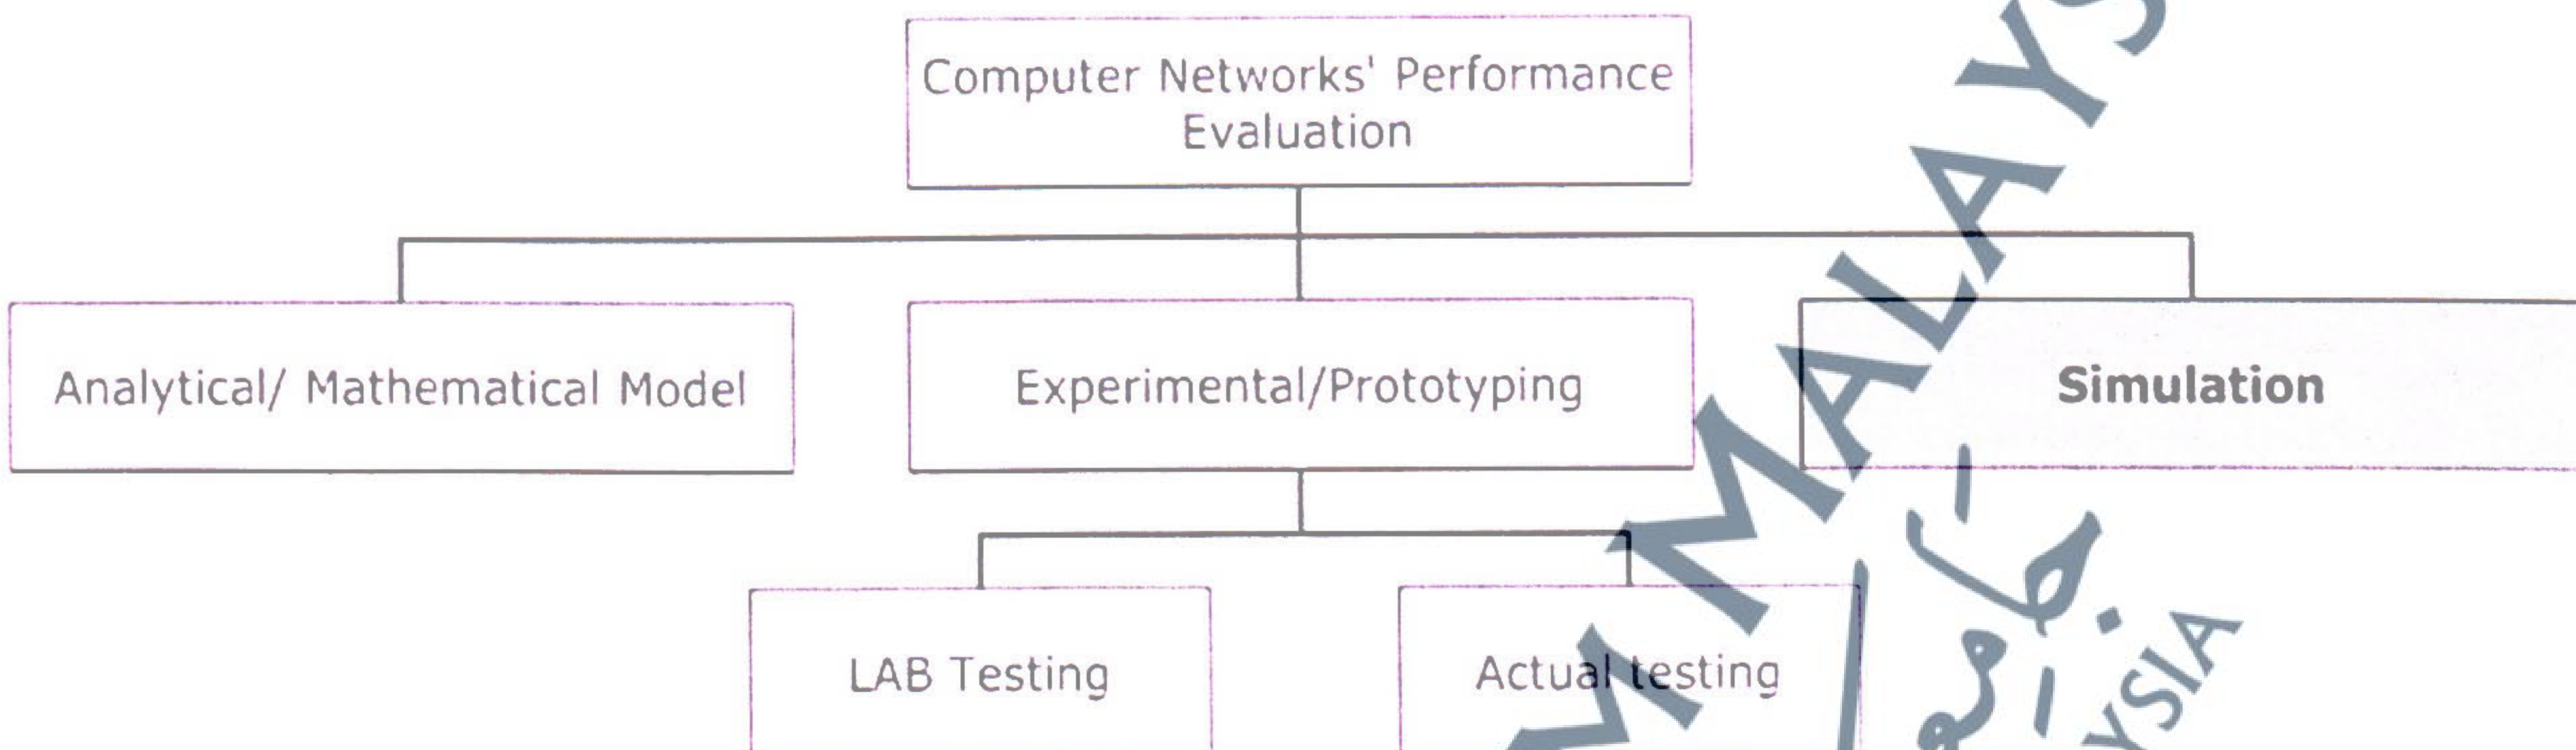 Computer Networks' Performance
Evaluation
Analytical/ Mathematical Model
Experimental/Prototyping
Simulation
LAB Testing
Actual testing